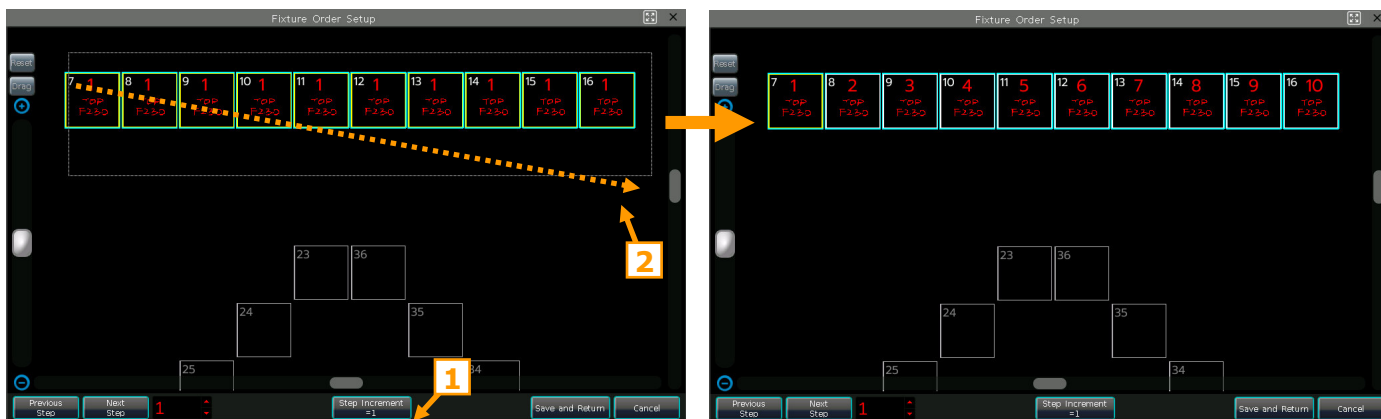 Fixture Order Setup
Reset
Drag
7 1 8 1 9 1 10 1 11 1 12 1 13 1 14 1 15 1 16 1
TOP TOP TOP TOP TOP TOP TOP TOP TOP TOP
F230 F230 F230 F230 F230 F230 F230 F230 F230 F230
2
23 36
24 35
25 1 34
Previous Step
Next Step
1
Step Increment
=1
Save and Return
Cancel
Fixture Order Setup
Reset
Drag
7 1 8 2 9 3 10 4 11 5 12 6 13 7 14 8 15 9 16 10
TOP TOP TOP TOP TOP TOP TOP TOP TOP TOP
F230 F230 F230 F230 F230 F230 F230 F230 F230 F230
23 36
24 35
25 34
Previous Step
Next Step
1
Step Increment
=1
Save and Return
Cancel